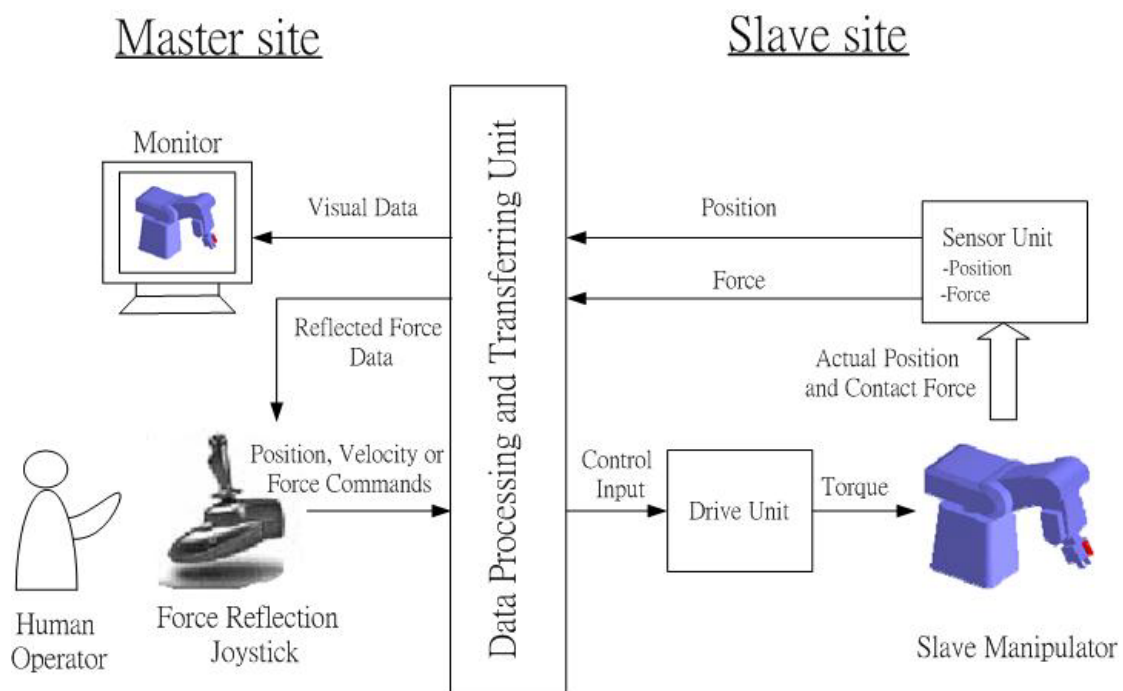 Master site
Slave site
Monitor
Visual Data
Reflected Force
Data
Position, Velocity or
Force Commands
Human
Operator
Force Reflection
Joystick
Data Processing and Transferring Unit
Position
Force
Sensor Unit
-Position
-Force
Actual Position
and Contact Force
Control
Input
Drive Unit
Torque
Slave Manipulator